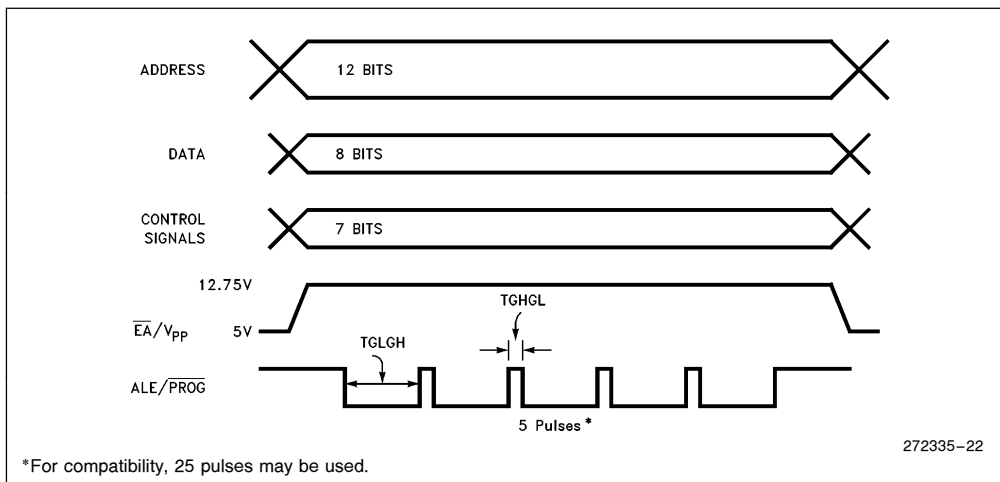 ADDRESS
12 BITS
DATA
8 BITS
CONTROL
SIGNALS
7 BITS
12.75V
EA/VPP
5V
TGHGL
TGLGH
ALE/PROG
5 Pulses*
272335–22
*For compatibility, 25 pulses may be used.